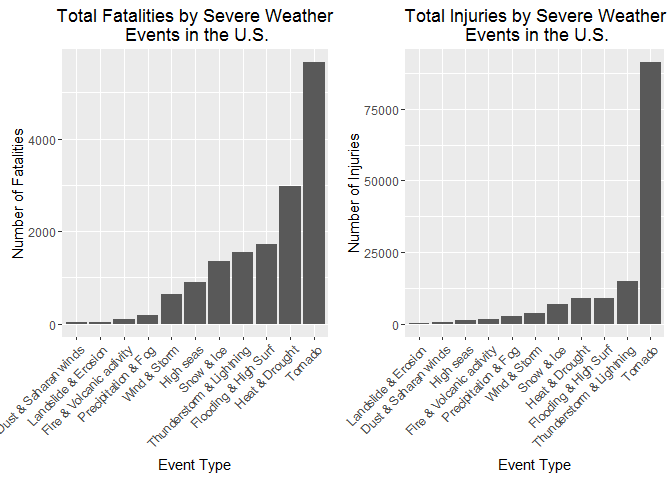 Total Fatalities by Severe Weather
Events in the U.S.
Number of Fatalities
4000
2000
0
Dust & Saharan winds
Landslide & Erosion
Fire & Volcanic activity
Precipitation & Fog
Wind & Storm
High seas
Snow & Ice
Thunderstorm & Lightning
Flooding & High Surf
Heat & Drought
Tornado
Event Type
Total Injuries by Severe Weather
Events in the U.S.
Number of Injuries
75000
50000
25000
0
Landslide & Erosion
Dust & Saharan winds
High seas
Fire & Volcanic activity
Precipitation & Fog
Wind & Storm
Snow & Ice
Heat & Drought
Flooding & High Surf
Thunderstorm & Lightning
Tornado
Event Type